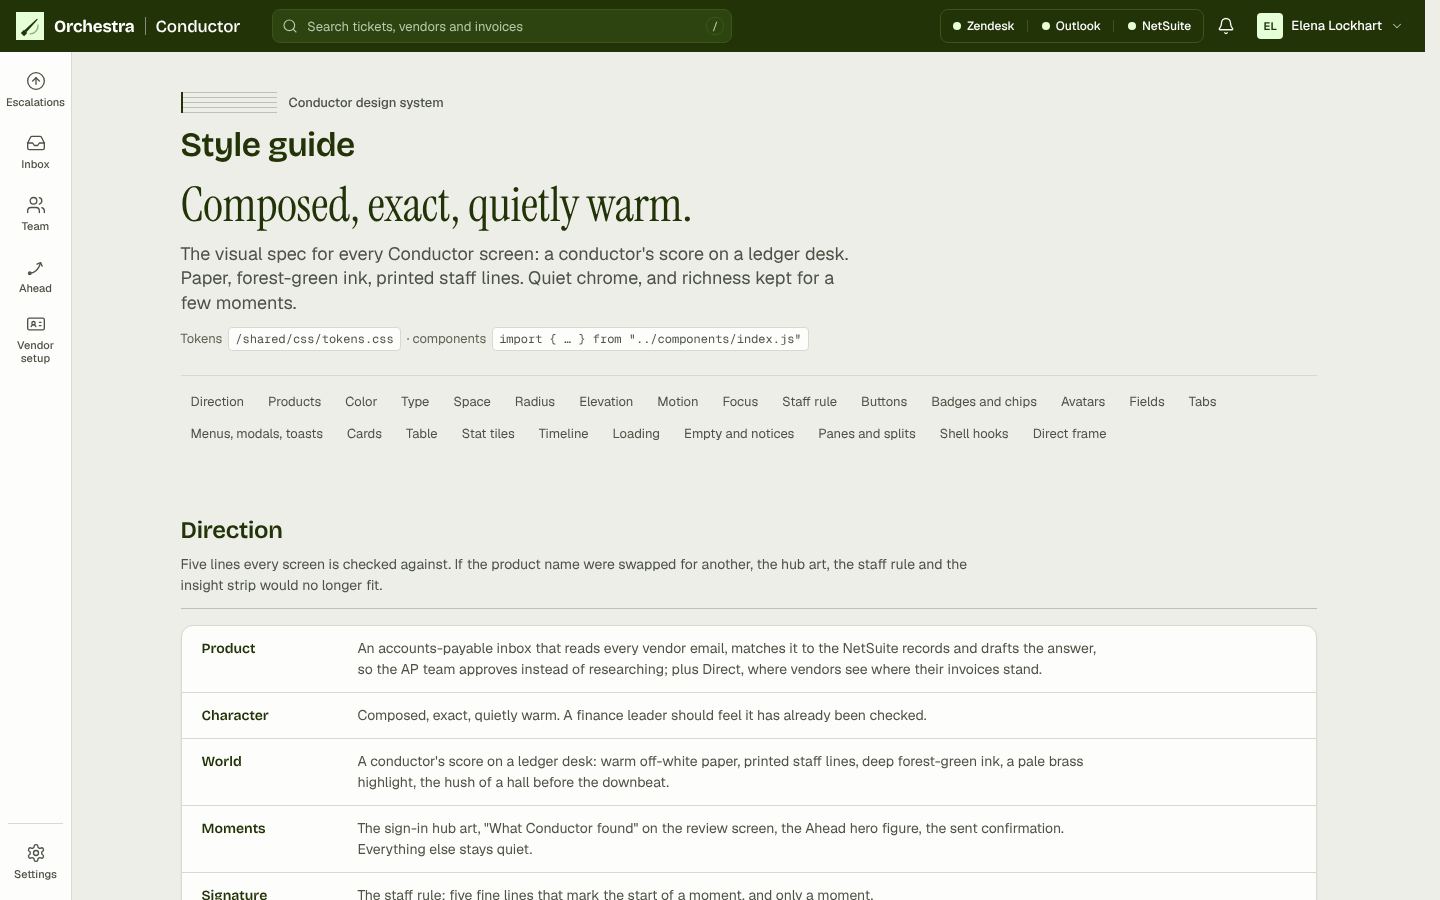 Orchestra Conductor
Search tickets, vendors and invoices /
Zendesk Outlook NetSuite
EL Elena Lockhart
Escalations
Inbox
Team
Ahead
Vendor
setup
Settings
Conductor design system
Style guide
Composed, exact, quietly warm.
The visual spec for every Conductor screen: a conductor's score on a ledger desk.
Paper, forest-green ink, printed staff lines. Quiet chrome, and richness kept for a
few moments.
Tokens /shared/css/tokens.css · components import { … } from "../components/index.js"
Direction Products Color Type Space Radius Elevation Motion Focus Staff rule Buttons Badges and chips Avatars Fields Tabs
Menus, modals, toasts Cards Table Stat tiles Timeline Loading Empty and notices Panes and splits Shell hooks Direct frame
Direction
Five lines every screen is checked against. If the product name were swapped for another, the hub art, the staff rule and the
insight strip would no longer fit.
Product An accounts-payable inbox that reads every vendor email, matches it to the NetSuite records and drafts the answer,
so the AP team approves instead of researching; plus Direct, where vendors see where their invoices stand.
Character Composed, exact, quietly warm. A finance leader should feel it has already been checked.
World A conductor's score on a ledger desk: warm off-white paper, printed staff lines, deep forest-green ink, a pale brass
highlight, the hush of a hall before the downbeat.
Moments The sign-in hub art, "What Conductor found" on the review screen, the Ahead hero figure, the sent confirmation.
Everything else stays quiet.
Signature The staff rule: five fine lines that mark the start of a moment, and only a moment.